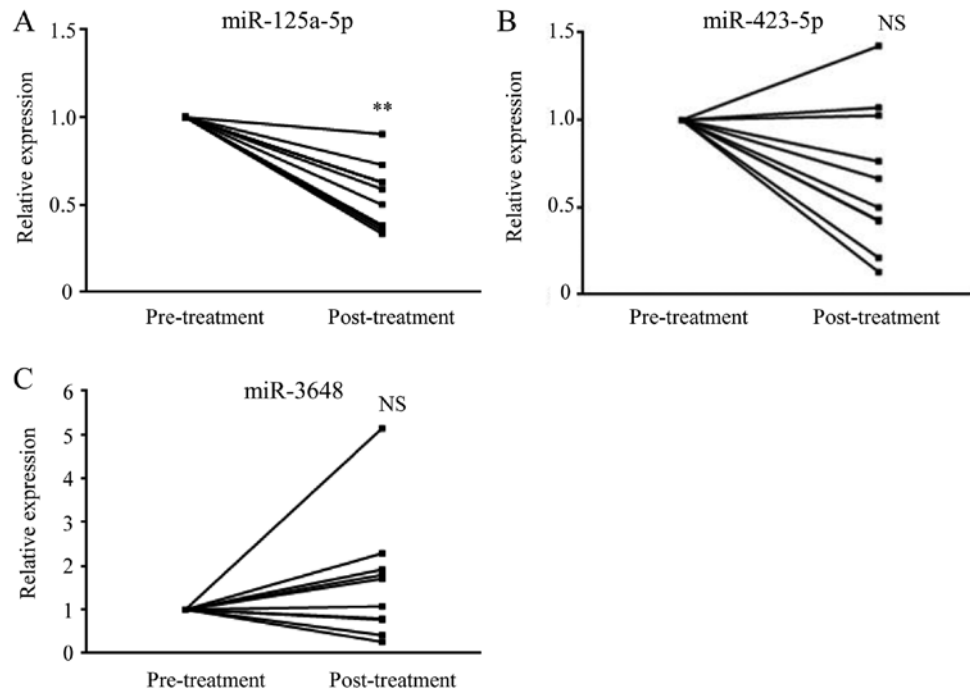 A
miR-125a-5p
1.5
1.0
0.5
0
Relative expression
**
Pre-treatment Post-treatment
B
miR-423-5p
NS
1.5
1.0
0.5
0
Relative expression
Pre-treatment Post-treatment
C
miR-3648
NS
6
5
4
3
2
1
0
Relative expression
Pre-treatment Post-treatment